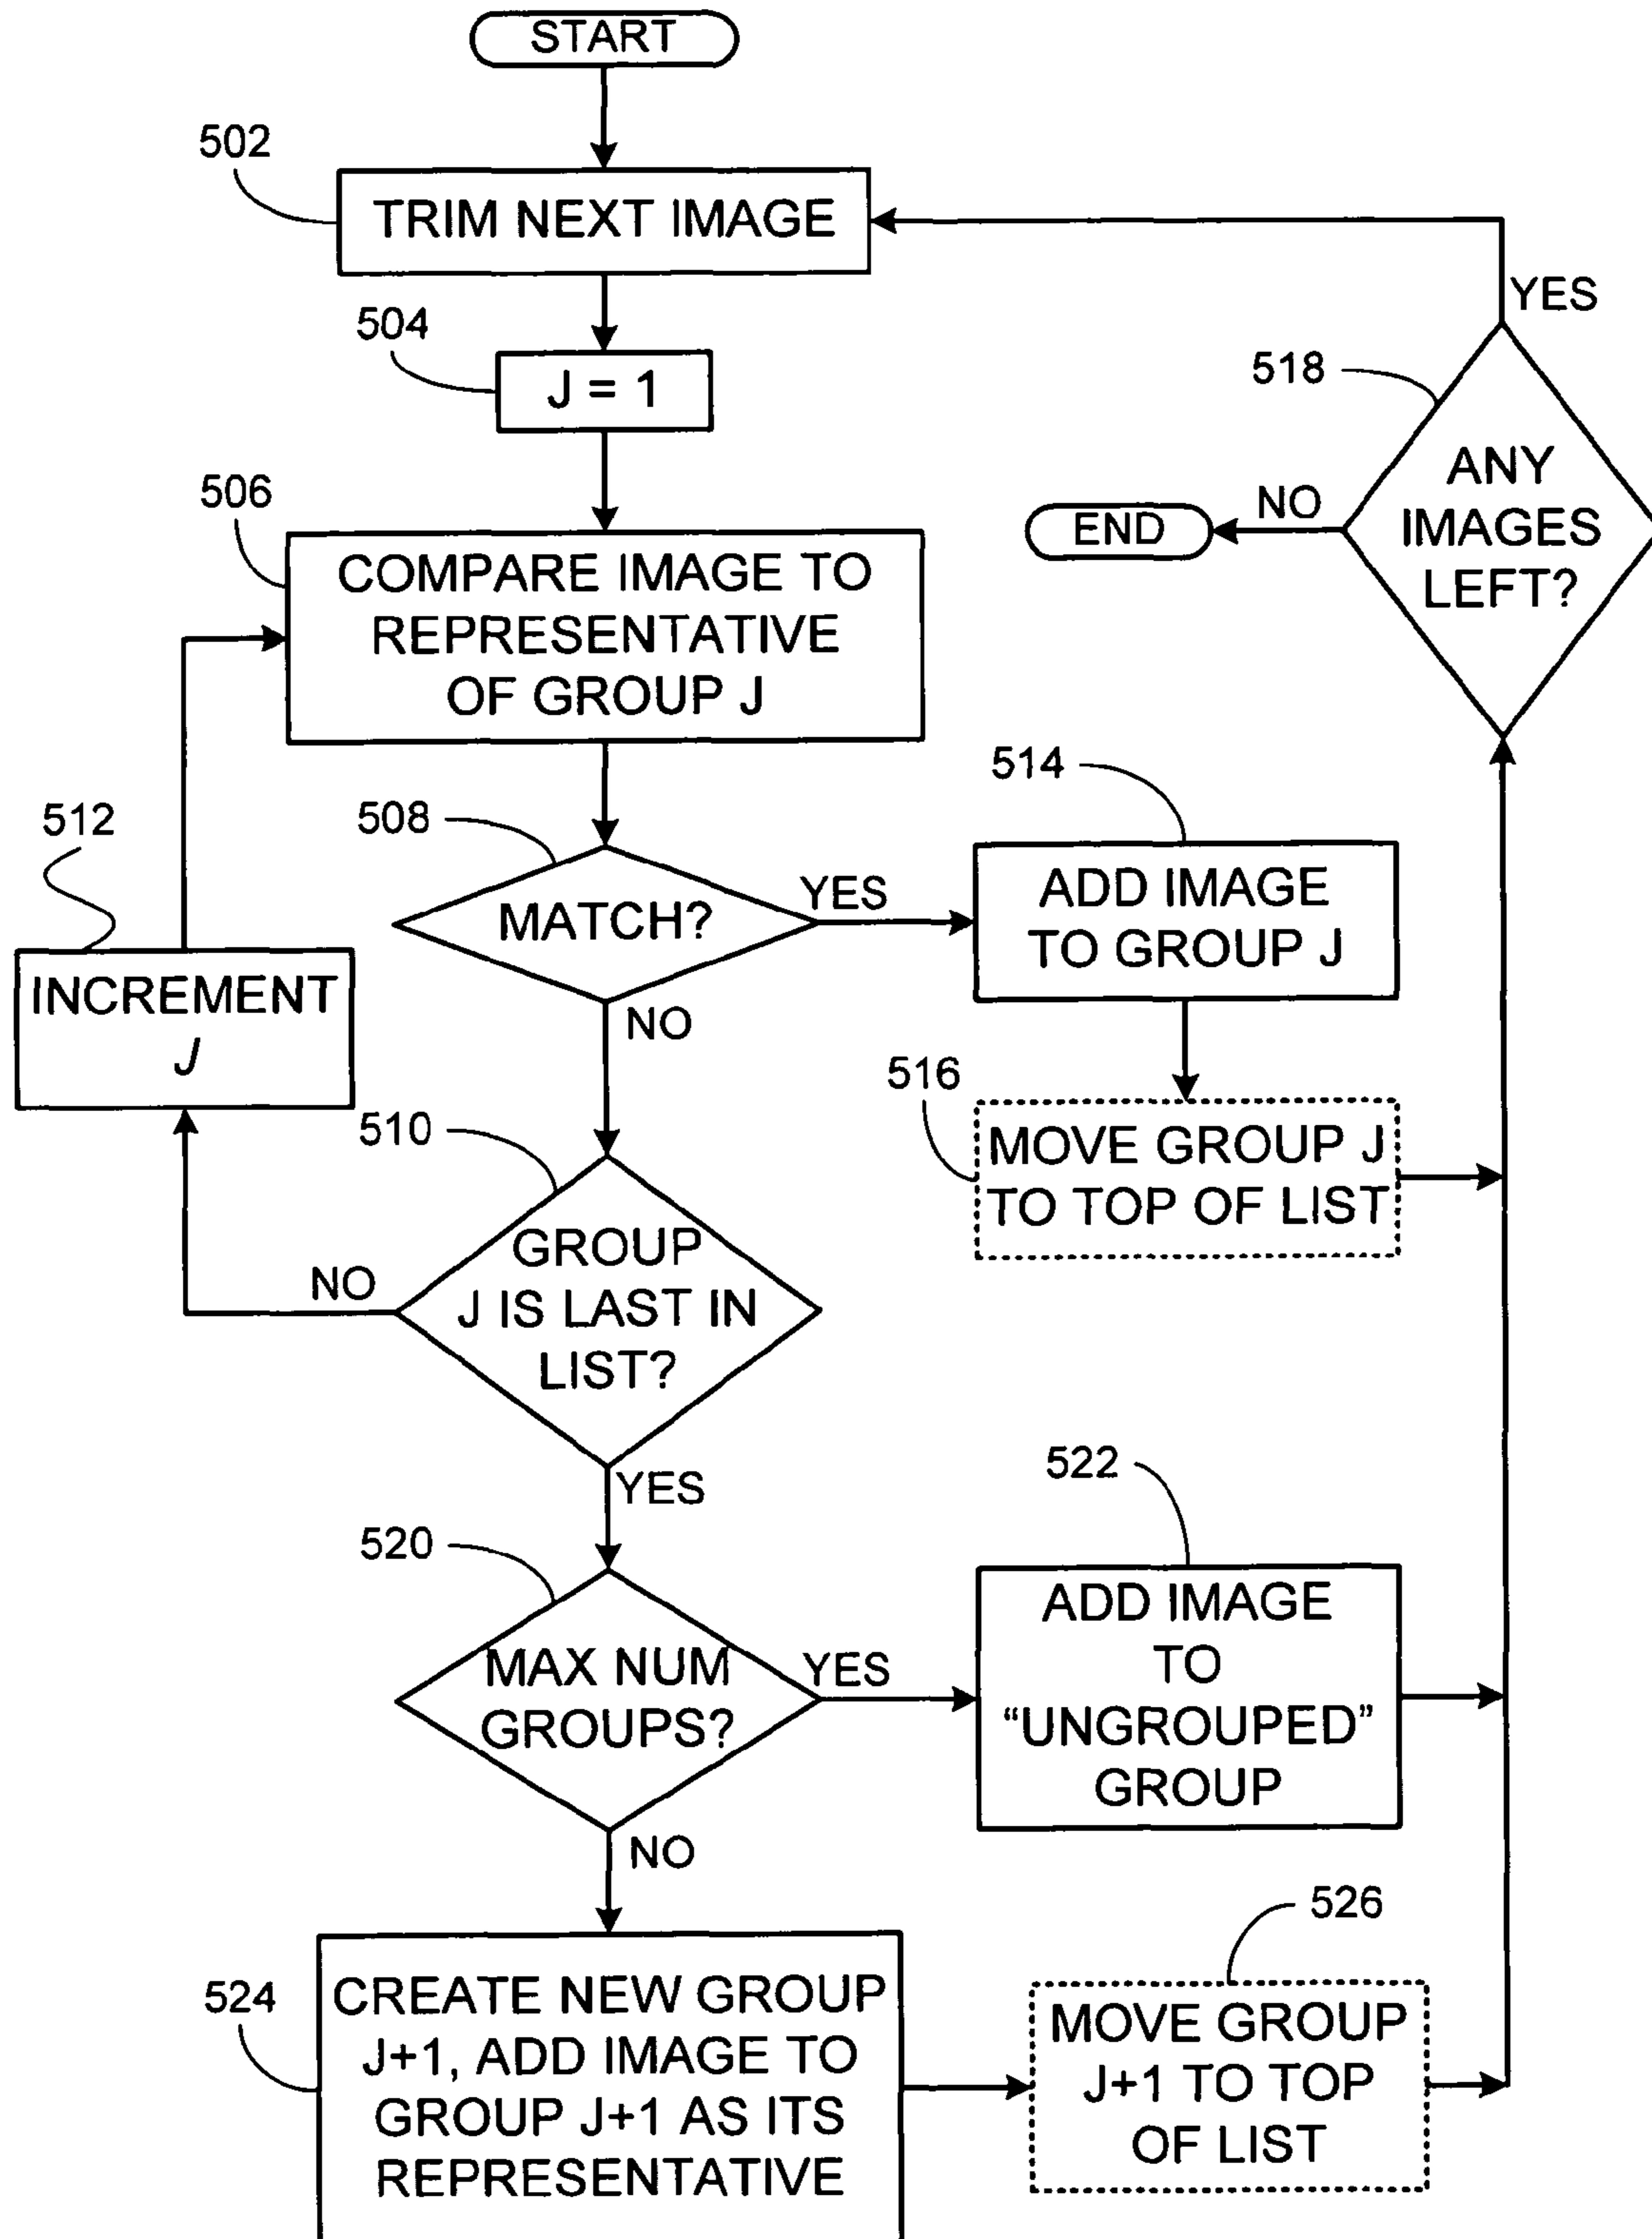 START
502
TRIM NEXT IMAGE
YES
504
J = 1
518
ANY
IMAGES
LEFT?
NO
END
506
COMPARE IMAGE TO
REPRESENTATIVE
OF GROUP J
514
512
508
MATCH?
YES
ADD IMAGE
TO GROUP J
INCREMENT
J
NO
516
MOVE GROUP J
TO TOP OF LIST
510
GROUP
J IS LAST IN
LIST?
NO
YES
522
520
MAX NUM
GROUPS?
YES
ADD IMAGE
TO
“UNGROUPED”
GROUP
NO
526
524
CREATE NEW GROUP
J+1, ADD IMAGE TO
GROUP J+1 AS ITS
REPRESENTATIVE
MOVE GROUP
J+1 TO TOP
OF LIST